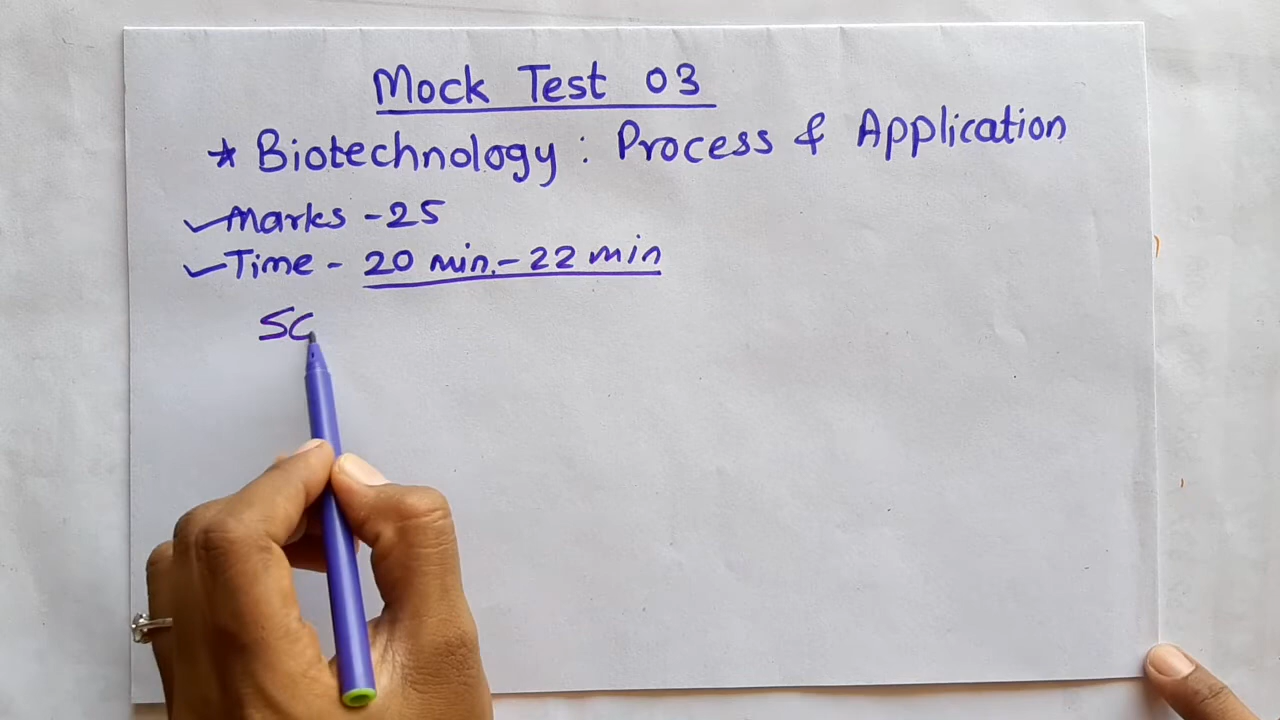 Mock Test 03
* Biotechnology : Process & Application
✓Marks -25
✓Time - 20 min.- 22 min
SC